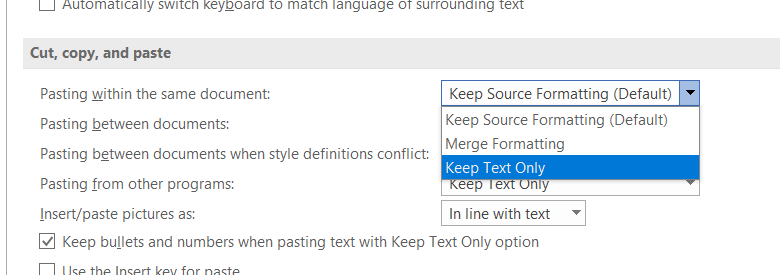 Automatically switch keyboard to match language of surrounding text
Cut, copy, and paste
Pasting within the same document: Keep Source Formatting (Default)
Keep Source Formatting (Default)
Pasting between documents:
Merge Formatting
Pasting between documents when style definitions conflict:
Keep Text Only
Pasting from other programs: Keep Text Only
Insert/paste pictures as: In line with text
Keep bullets and numbers when pasting text with Keep Text Only option
Use the Insert key for paste